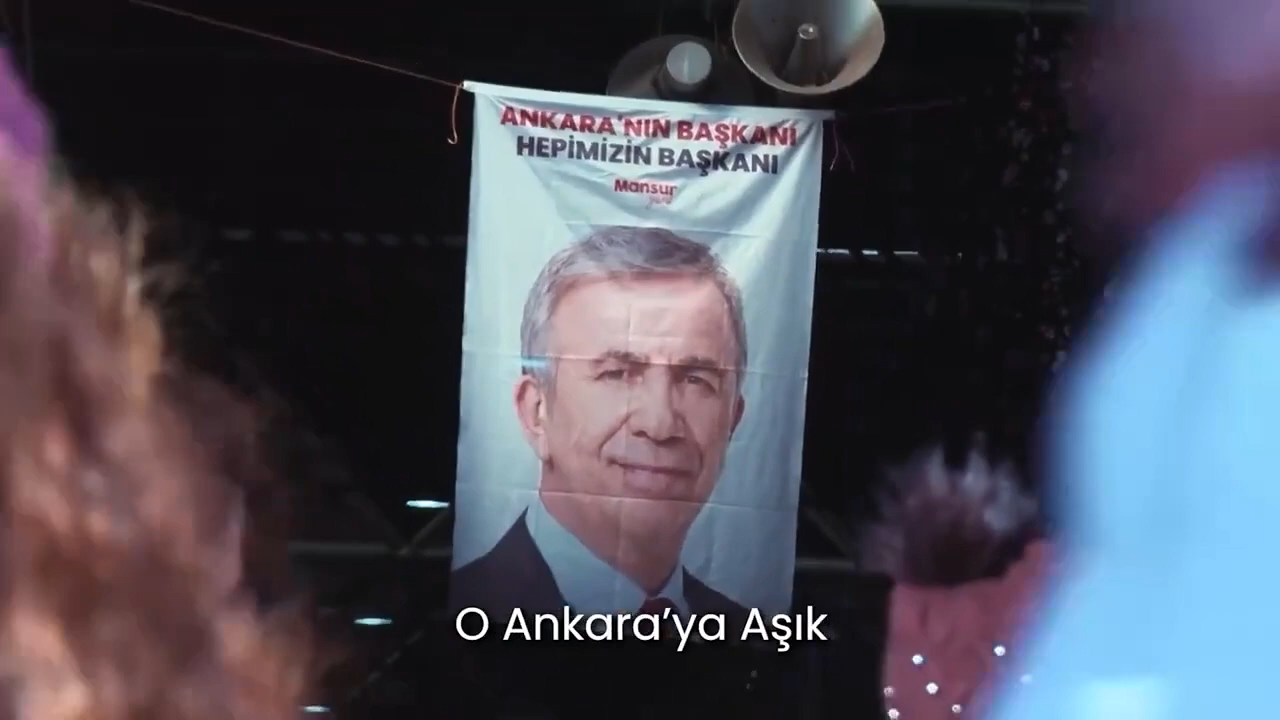 ANKARA'NIN BAŞKANI
HEPİMİZİN BAŞKANI
Mansur
O Ankara’ya Aşık